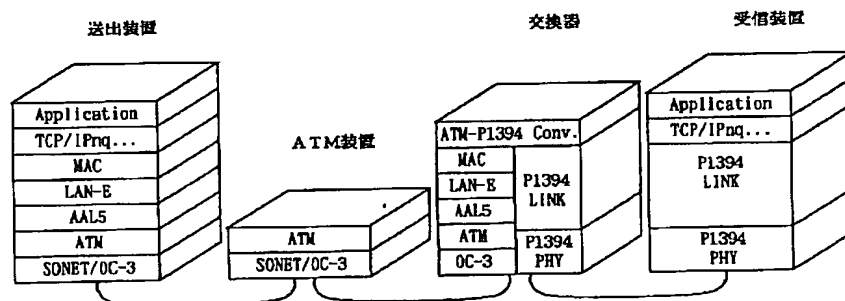 送出装置
Application
TCP/IPnq...
MAC
LAN-E
AAL5
ATM
SONET/OC-3
ATM装置
ATM
SONET/OC-3
交換器
ATM-P1394 Conv.
MAC
LAN-E
AAL5
ATM
OC-3
P1394
LINK
P1394
PHY
受信装置
Application
TCP/IPnq...
P1394
LINK
P1394
PHY